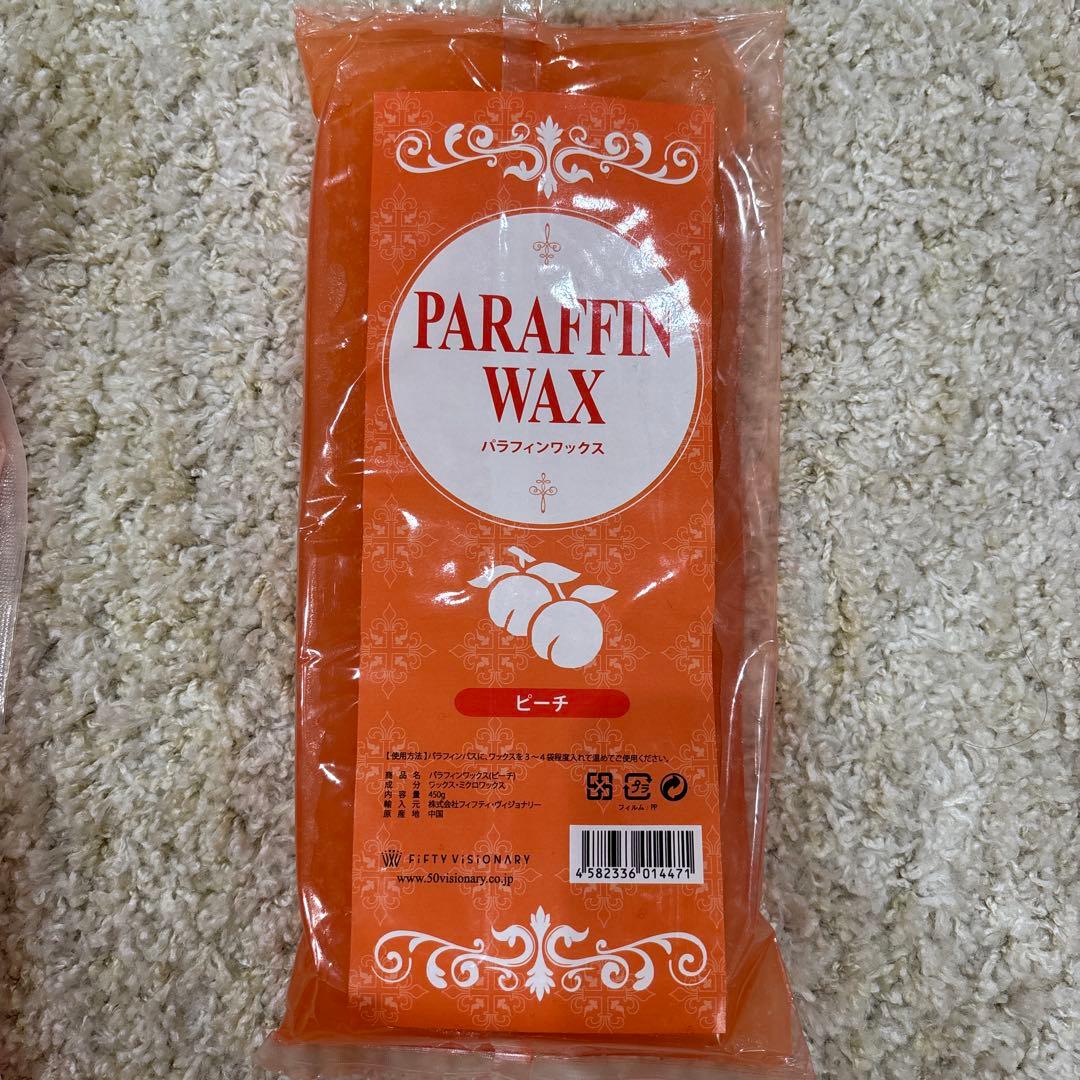 PARAFFIN
WAX
パラフィンワックス
ピーチ
【使用方法】パラフィンバスに、ワックスを3〜4袋程度入れて温めてご使用ください。
商品名 パラフィンワックス(ピーチ)
成分 ワックス・ミクロワックス
内容量 450g
輸入元 株式会社フィフティ・ヴィジョナリー
原産地 中国
プラ
フィルム:PP
FiFTY ViSiONARY
www.50visionary.co.jp
4 582336 014471